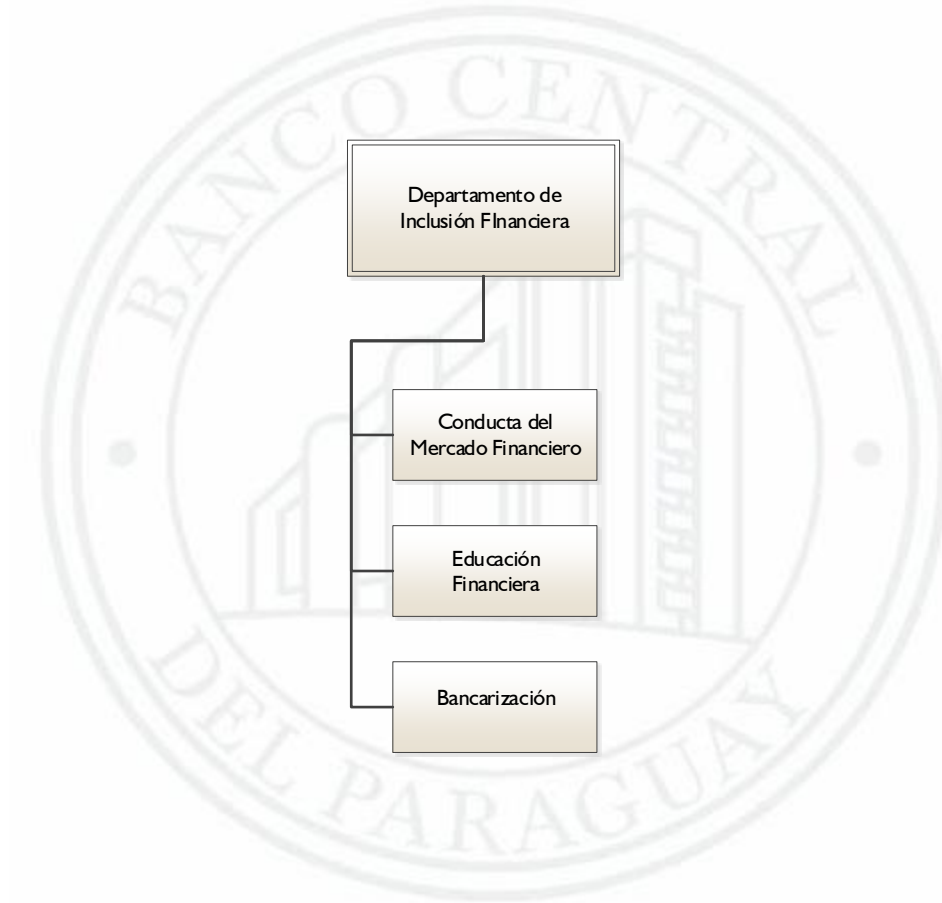 BANCO CENTRAL
Departamento de
Inclusión FInanciera
Conducta del
Mercado Financiero
Educación
Financiera
Bancarización
DEL PARAGUAY